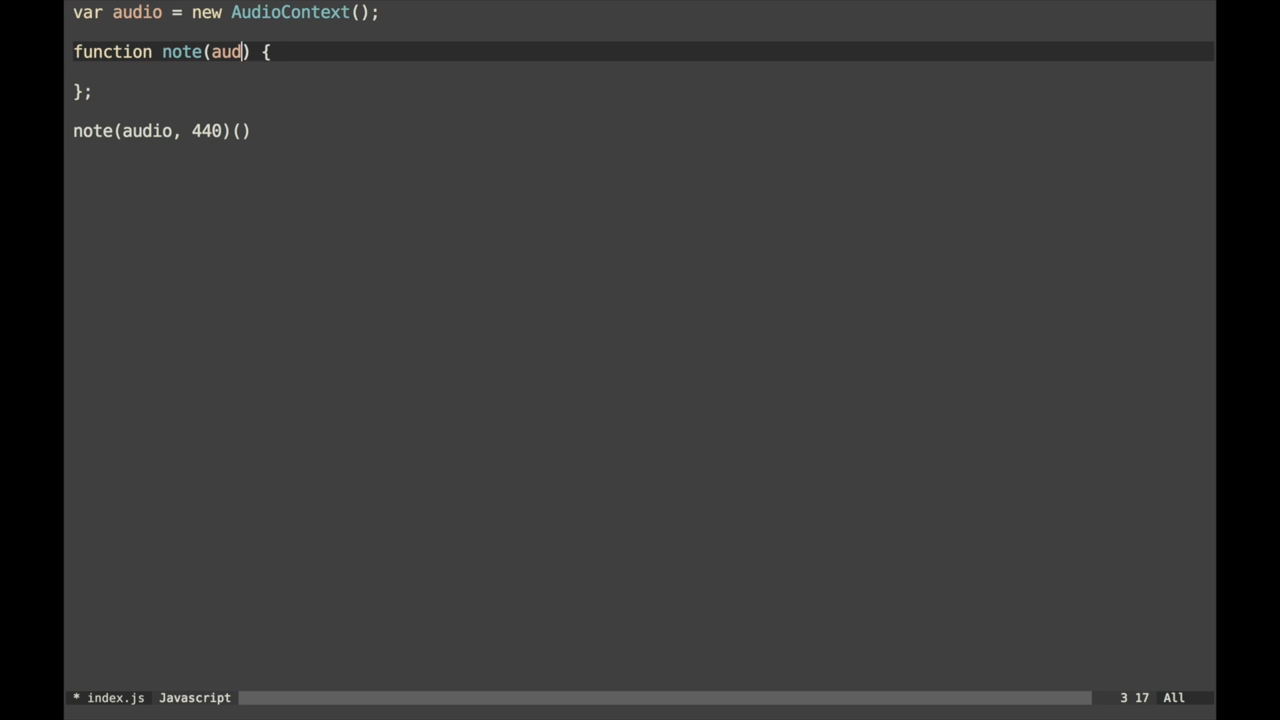 var audio = new AudioContext();
function note(aud) {
};
note(audio, 440)()
* index.js Javascript 3 17 All